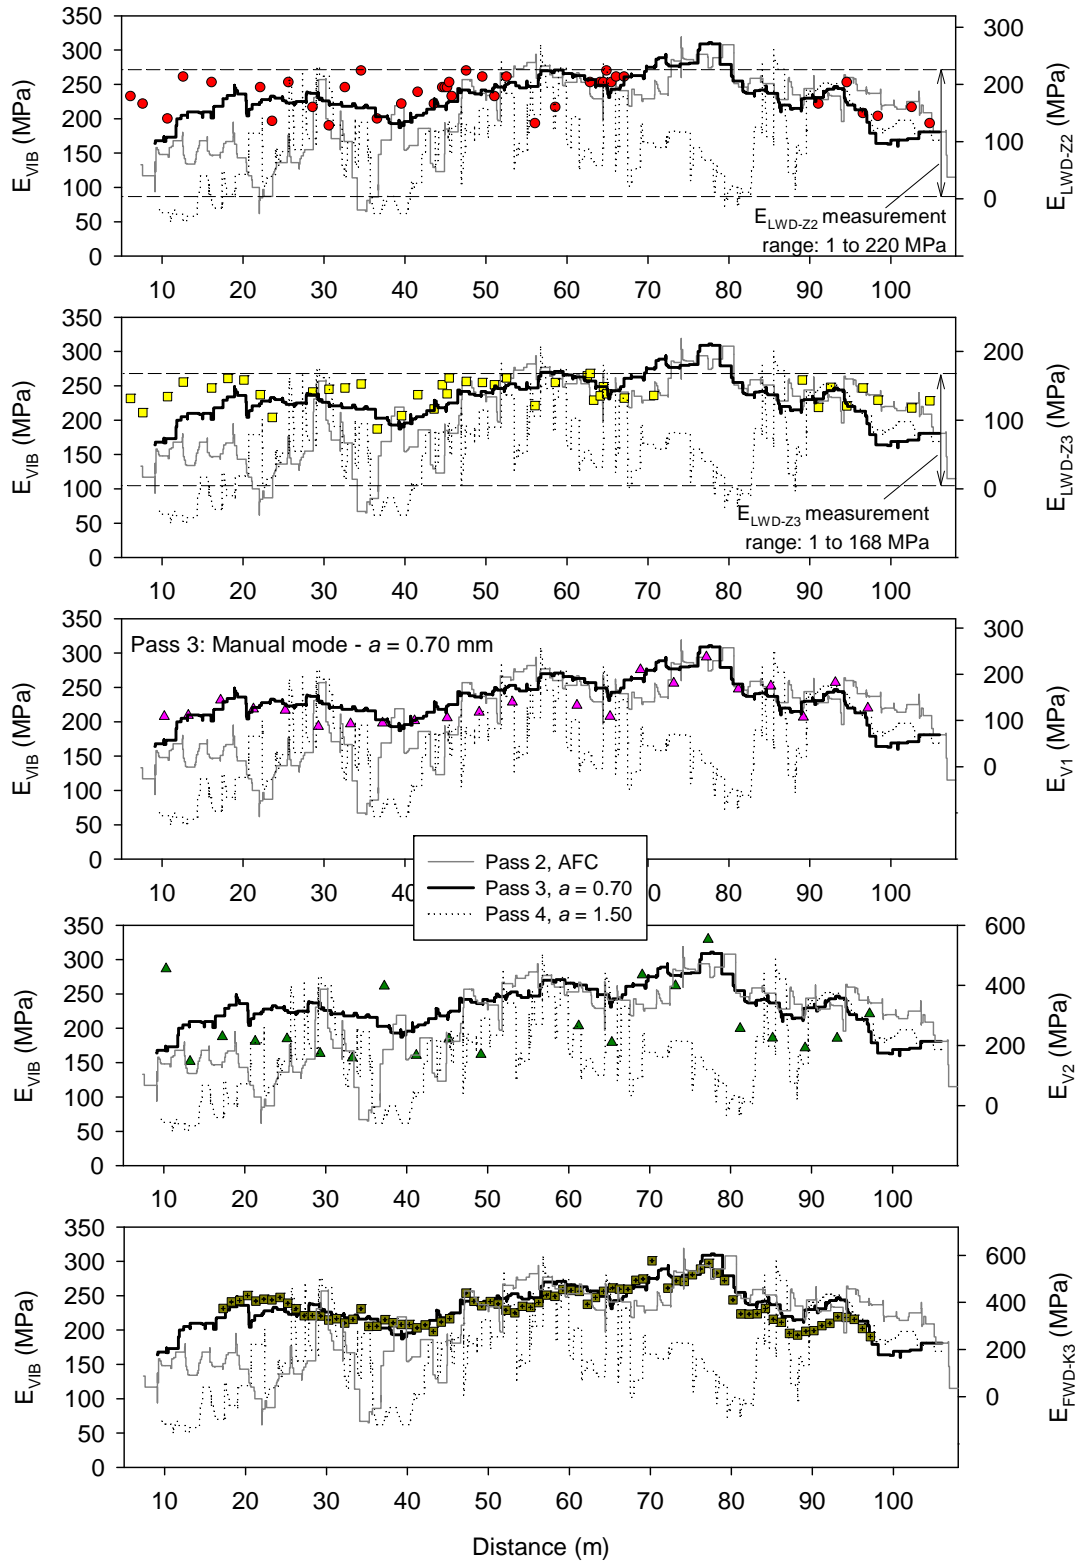 350
300
250
200
150
100
50
0
E_VIB (MPa)
300
200
100
0
E_LWD-Z2 (MPa)
E_LWD-Z2 measurement
range: 1 to 220 MPa
10 20 30 40 50 60 70 80 90 100
350
300
250
200
150
100
50
0
E_VIB (MPa)
200
100
0
E_LWD-Z3 (MPa)
E_LWD-Z3 measurement
range: 1 to 168 MPa
10 20 30 40 50 60 70 80 90 100
Pass 3: Manual mode - a = 0.70 mm
350
300
250
200
150
100
50
0
E_VIB (MPa)
300
200
100
0
E_V1 (MPa)
10 20 30 40 50 60 70 80 90 100
Pass 2, AFC
Pass 3, a = 0.70
Pass 4, a = 1.50
350
300
250
200
150
100
50
0
E_VIB (MPa)
600
400
200
0
E_V2 (MPa)
10 20 30 40 50 60 70 80 90 100
350
300
250
200
150
100
50
0
E_VIB (MPa)
600
400
200
0
E_FWD-K3 (MPa)
10 20 30 40 50 60 70 80 90 100
Distance (m)